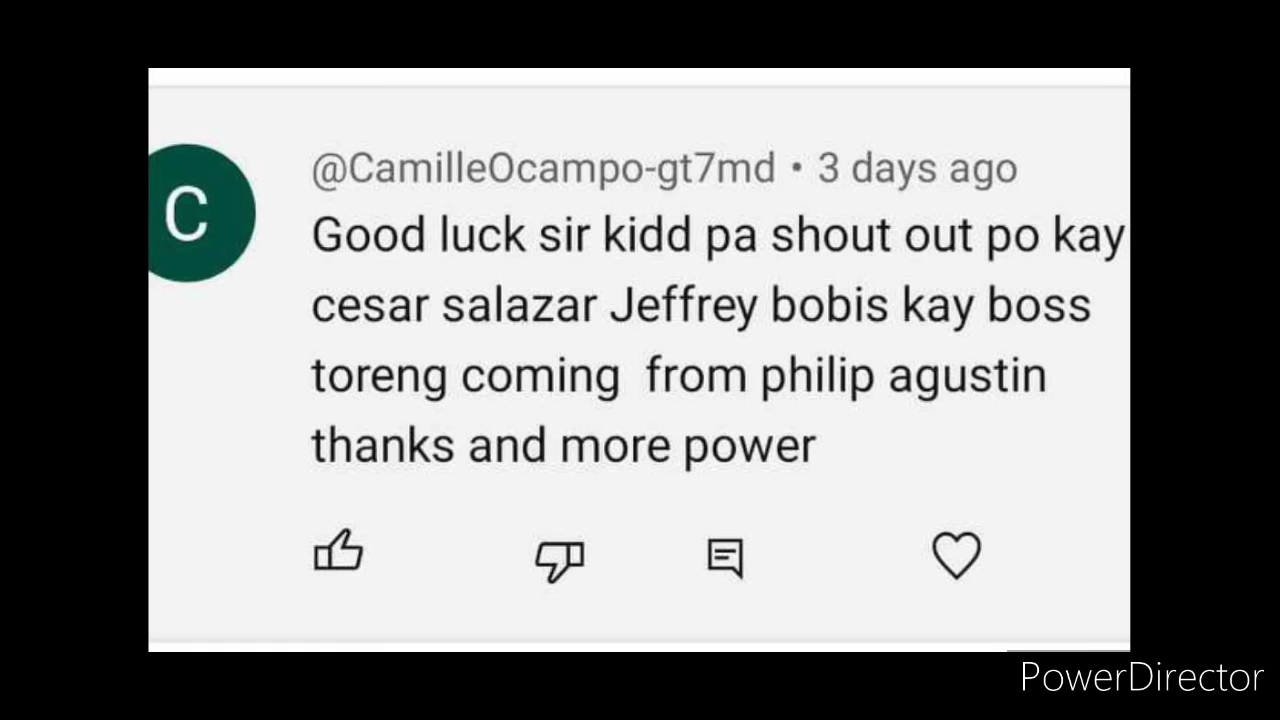 C
@CamilleOcampo-gt7md • 3 days ago
Good luck sir kidd pa shout out po kay
cesar salazar Jeffrey bobis kay boss
toreng coming  from philip agustin
thanks and more power
PowerDirector